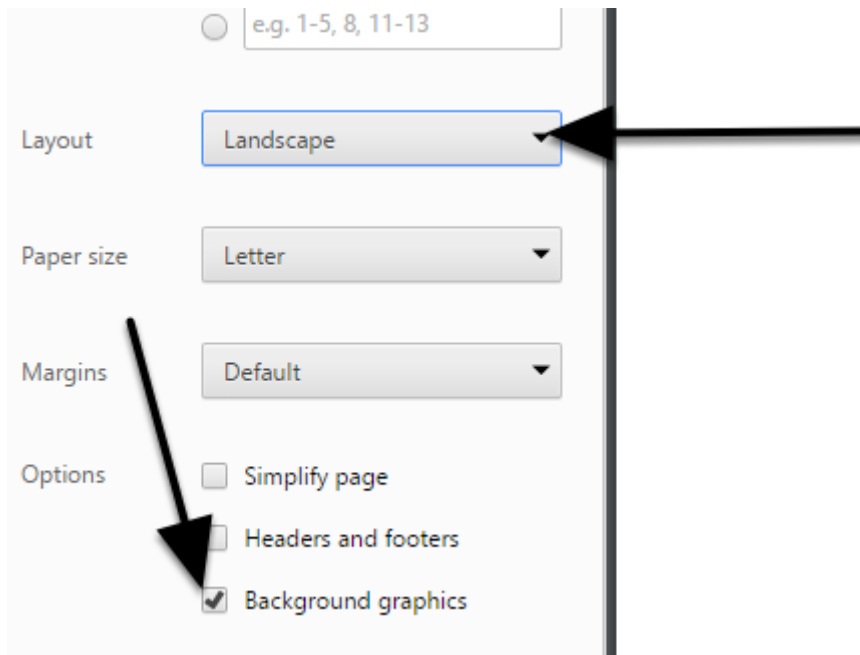 e.g. 1-5, 8, 11-13
Layout Landscape
Paper size Letter
Margins Default
Options Simplify page
Headers and footers
Background graphics